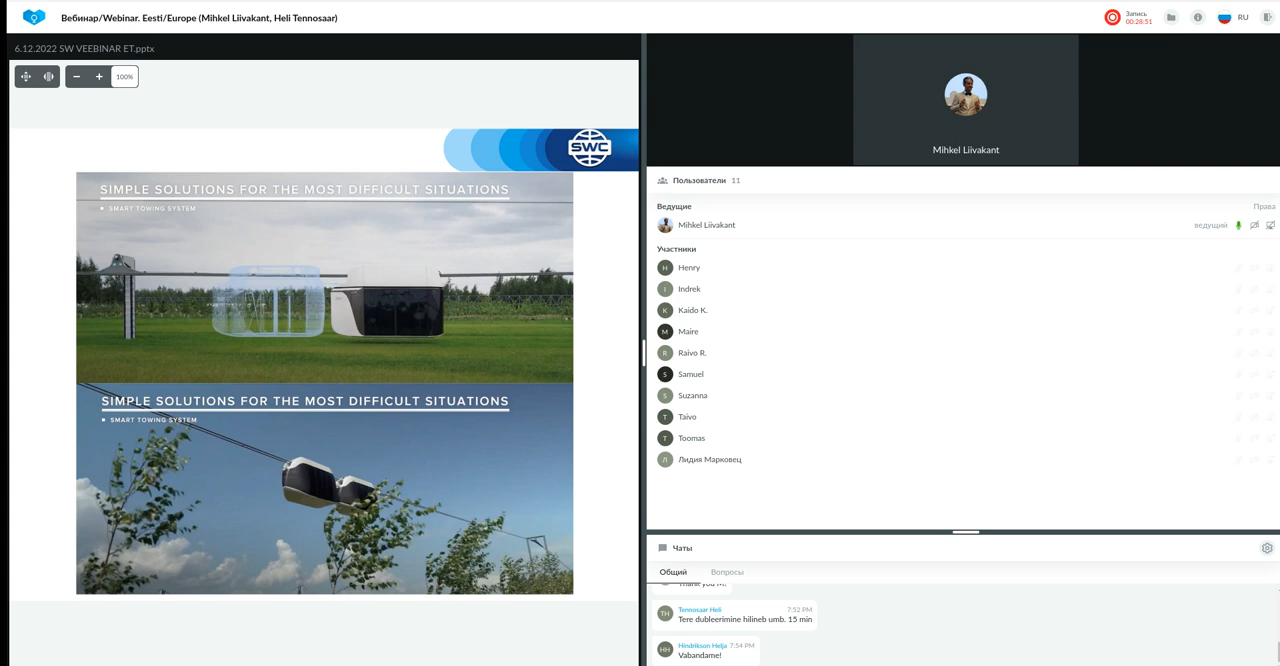 Вебинар/Webinar. Eesti/Europe (Mihkel Liivakant, Heli Tennosaar)
Запись
00:28:51
RU
6.12.2022 SW VEEBINAR ET.pptx
100%
SWC
SIMPLE SOLUTIONS FOR THE MOST DIFFICULT SITUATIONS
SMART TOWING SYSTEM
SIMPLE SOLUTIONS FOR THE MOST DIFFICULT SITUATIONS
SMART TOWING SYSTEM
Mihkel Liivakant
Пользователи 11
Ведущие Права
Mihkel Liivakant ведущий
Участники
H Henry
I Indrek
K Kaido K.
M Maire
R Raivo R.
S Samuel
S Suzanna
T Taivo
T Toomas
Л Лидия Марковец
Чаты
Общий Вопросы
Thank you M!
TH Tennosaar Heli 7:52 PM
Tere dubleerimine hilineb umb. 15 min
HH Hindrikson Helja 7:54 PM
Vabandame!